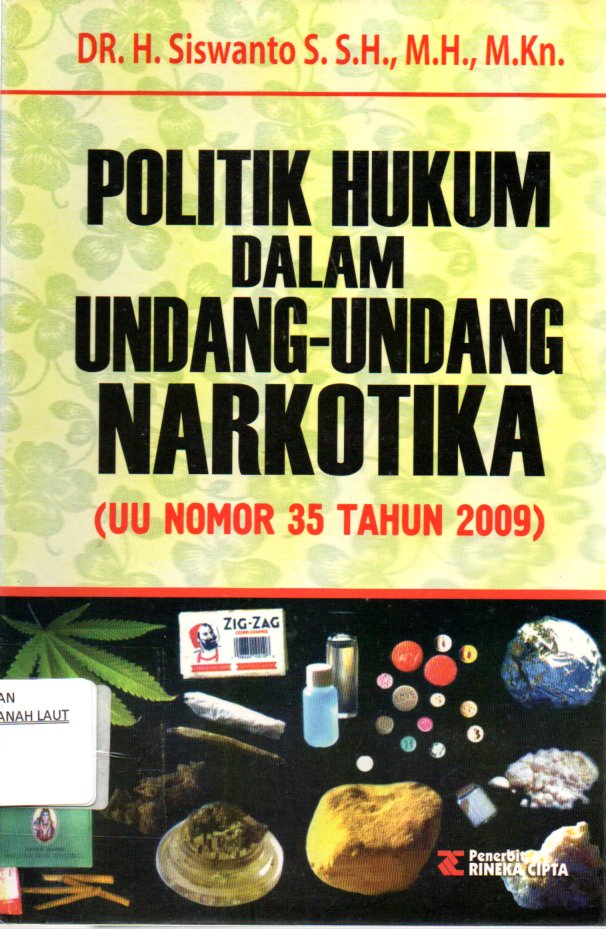 DR. H. Siswanto S. S.H., M.H., M.Kn.
POLITIK HUKUM
DALAM
UNDANG-UNDANG
NARKOTIKA
(UU NOMOR 35 TAHUN 2009)
ZIG-ZAG
AN
ANAH LAUT
Penerbit
RINEKA CIPTA